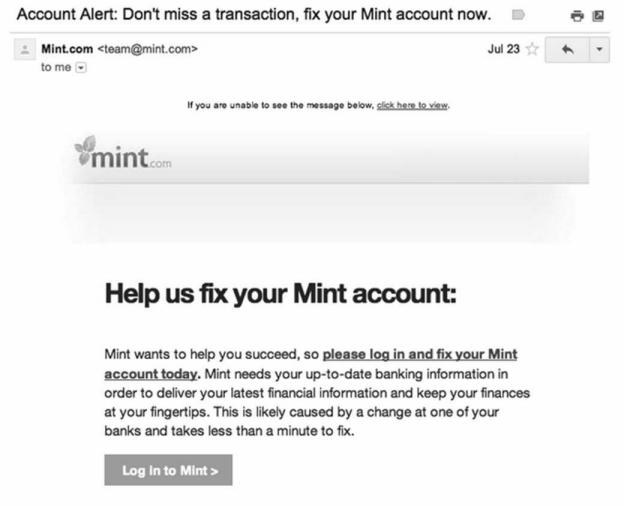 Account Alert: Don't miss a transaction, fix your Mint account now.
Mint.com <team@mint.com>
Jul 23
to me
If you are unable to see the message below, click here to view.
mint.com
Help us fix your Mint account:
Mint wants to help you succeed, so please log in and fix your Mint
account today. Mint needs your up-to-date banking information in
order to deliver your latest financial information and keep your finances
at your fingertips. This is likely caused by a change at one of your
banks and takes less than a minute to fix.
Log in to Mint >